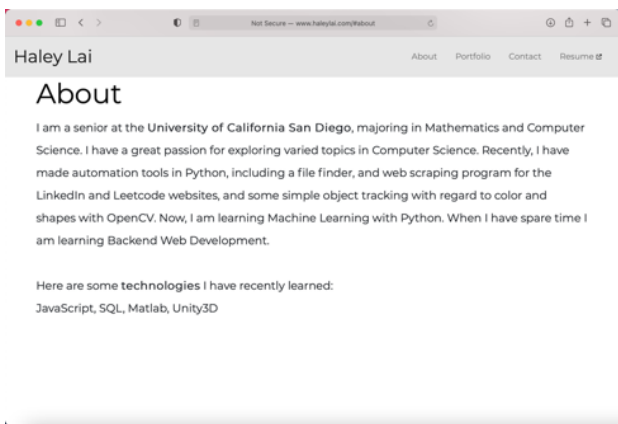 Not Secure — www.haleylai.com/#about
Haley Lai
About Portfolio Contact Resume
About
I am a senior at the University of California San Diego, majoring in Mathematics and Computer
Science. I have a great passion for exploring varied topics in Computer Science. Recently, I have
made automation tools in Python, including a file finder, and web scraping program for the
LinkedIn and Leetcode websites, and some simple object tracking with regard to color and
shapes with OpenCV. Now, I am learning Machine Learning with Python. When I have spare time I
am learning Backend Web Development.
Here are some technologies I have recently learned:
JavaScript, SQL, Matlab, Unity3D